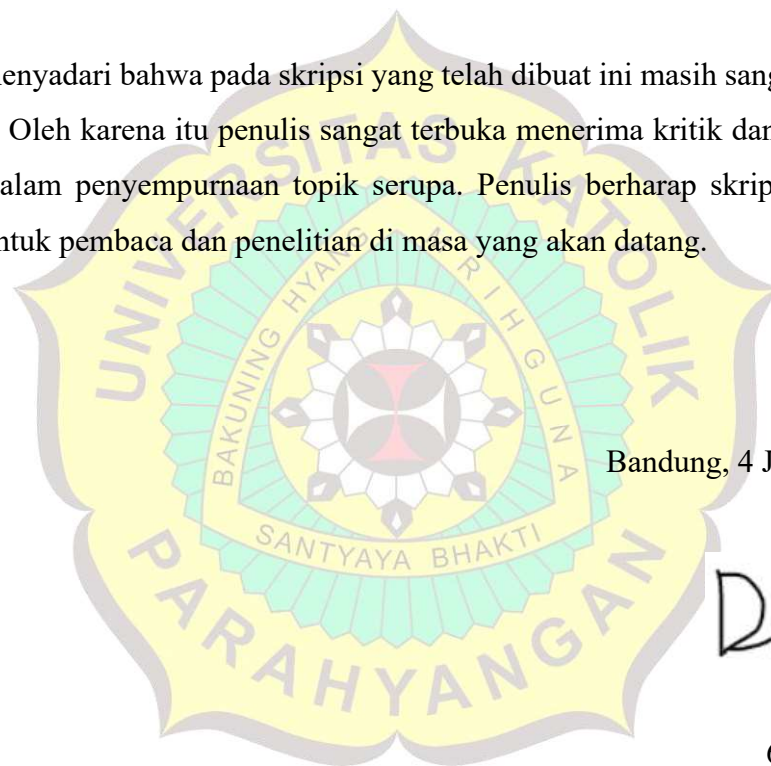 menyadari bahwa pada skripsi yang telah dibuat ini masih sang
Oleh karena itu penulis sangat terbuka menerima kritik dan
alam penyempurnaan topik serupa. Penulis berharap skrip
ntuk pembaca dan penelitian di masa yang akan datang.
UNIVERSITAS KATOLIK
BAKUNING HYANG MRIH GUNA
SANTYAYA BHAKTI
PARAHYANGAN
Bandung, 4 J